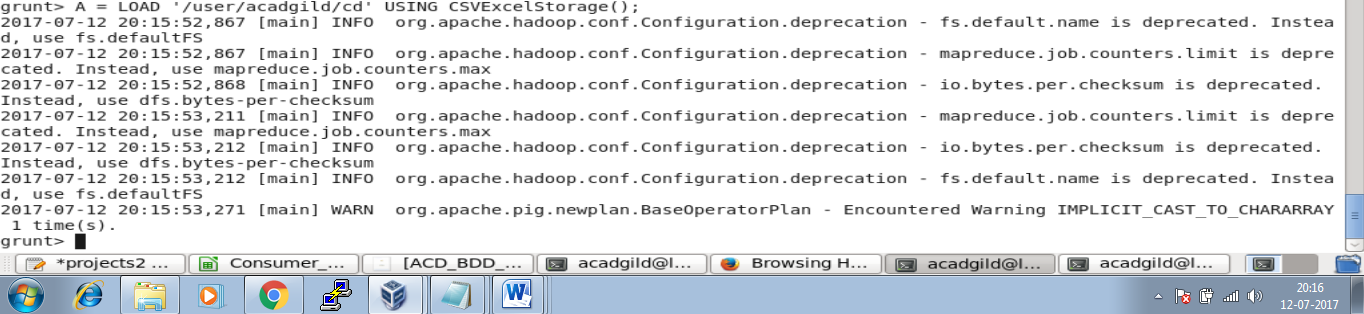 grunt> A = LOAD '/user/acadgild/cd' USING CSVExcelStorage();
2017-07-12 20:15:52,867 [main] INFO  org.apache.hadoop.conf.Configuration.deprecation - fs.default.name is deprecated. Instea
d, use fs.defaultFS
2017-07-12 20:15:52,867 [main] INFO  org.apache.hadoop.conf.Configuration.deprecation - mapreduce.job.counters.limit is depre
cated. Instead, use mapreduce.job.counters.max
2017-07-12 20:15:52,868 [main] INFO  org.apache.hadoop.conf.Configuration.deprecation - io.bytes.per.checksum is deprecated.
Instead, use dfs.bytes-per-checksum
2017-07-12 20:15:53,211 [main] INFO  org.apache.hadoop.conf.Configuration.deprecation - mapreduce.job.counters.limit is depre
cated. Instead, use mapreduce.job.counters.max
2017-07-12 20:15:53,212 [main] INFO  org.apache.hadoop.conf.Configuration.deprecation - io.bytes.per.checksum is deprecated.
Instead, use dfs.bytes-per-checksum
2017-07-12 20:15:53,212 [main] INFO  org.apache.hadoop.conf.Configuration.deprecation - fs.default.name is deprecated. Instea
d, use fs.defaultFS
2017-07-12 20:15:53,271 [main] WARN  org.apache.pig.newplan.BaseOperatorPlan - Encountered Warning IMPLICIT_CAST_TO_CHARARRAY
 1 time(s).
grunt>
*projects2 ... Consumer_... [ACD_BDD_... acadgild@l... Browsing H... acadgild@l... acadgild@l...
20:16
12-07-2017